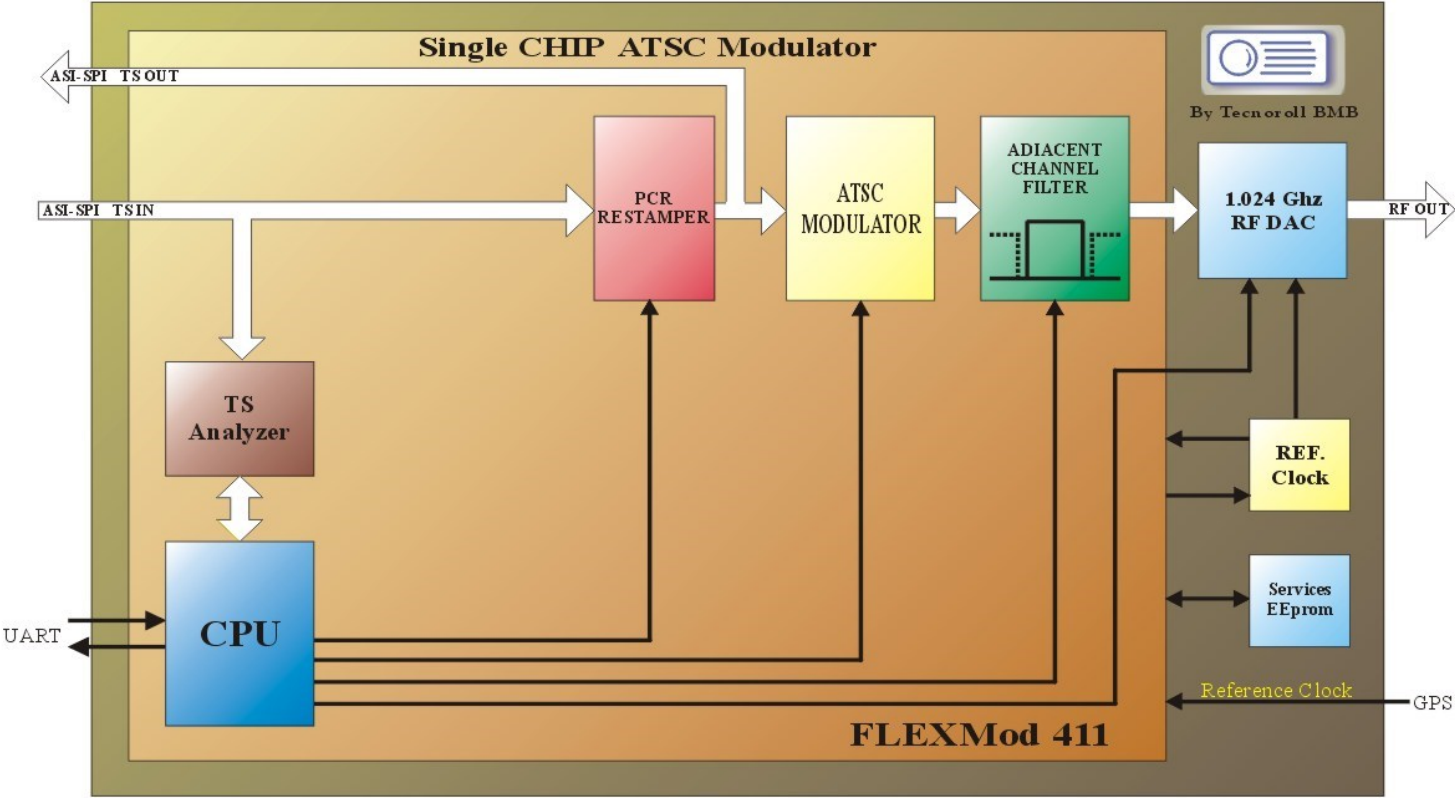 Single CHIP ATSC Modulator
ASI-SPI TS OUT
By Tecnoroll BMB
ASI-SPI TS IN
PCR
RESTAMPER
ATSC
MODULATOR
ADIACENT
CHANNEL
FILTER
1.024 Ghz
RF DAC
RF OUT
TS
Analyzer
REF.
Clock
Services
EEprom
UART
CPU
Reference Clock
GPS
FLEXMod 411